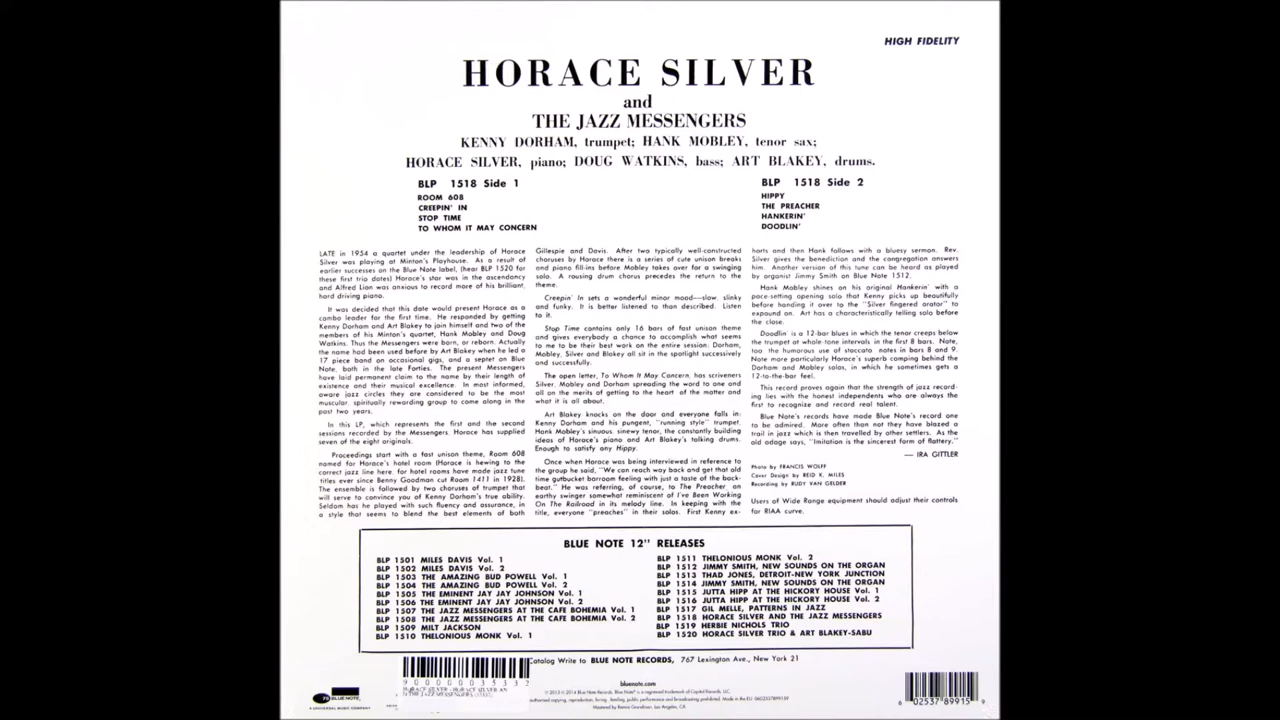 HIGH FIDELITY
HORACE SILVER
and
THE JAZZ MESSENGERS
KENNY DORHAM, trumpet; HANK MOBLEY, tenor sax;
HORACE SILVER, piano; DOUG WATKINS, bass; ART BLAKEY, drums.
BLP 1518 Side 1
ROOM 608
CREEPIN' IN
STOP TIME
TO WHOM IT MAY CONCERN
BLP 1518 Side 2
HIPPY
THE PREACHER
HANKERIN'
DOODLIN'
LATE in 1954 a quartet under the leadership of Horace
Silver was playing at Minton's Playhouse. As a result of
earlier successes on the Blue Note label, (hear BLP 1520 for
these first trio dates) Horace's star was in the ascendency
and Alfred Lion was anxious to record more of his brilliant,
hard driving piano.
It was decided that this date would present Horace as a
combo leader for the first time. He responded by getting
Kenny Dorham and Art Blakey to join himself and two of the
members of his Minton's quartet, Hank Mobley and Doug
Watkins. Thus the Messengers were born, or reborn. Actually
the name had been used before by Art Blakey when he led a
17 piece band on occasional gigs, and a septet on Blue
Note, both in the late Forties. The present Messengers
have laid permanent claim to the name by their length of
existence and their musical excellence. In most informed,
aware jazz circles they are considered to be the most
muscular, spiritually rewarding group to come along in the
past two years.
In this LP, which represents the first and the second
sessions recorded by the Messengers. Horace has supplied
seven of the eight originals.
Proceedings start with a fast unison theme, Room 608
named for Horace's hotel room (Horace is hewing to the
correct jazz line here. for hotel rooms have made jazz tune
titles ever since Benny Goodman cut Room 1411 in 1928).
The ensemble is followed by two choruses of trumpet that
will serve to convince you of Kenny Dorham's true ability.
Seldom has he played with such fluency and assurance, in
a style that seems to blend the best elements of both
Gillespie and Davis. After two typically well-constructed
choruses by Horace there is a series of cute unison breaks
and piano fill-ins before Mobley takes over for a swinging
solo. A rousing drum chorus precedes the return to the
theme.
Creepin' In sets a wonderful minor mood—slow, slinky
and funky. It is better listened to than described. Listen
to it.
Stop Time contains only 16 bars of fast unison theme
and gives everybody a chance to accomplish what seems
to me to be their best work on the entire session: Dorham,
Mobley, Silver and Blakey all sit in the spotlight successively
and successfully.
The open letter, To Whom It May Concern, has scriveners
Silver, Mobley and Dorham spreading the word to one and
all on the merits of getting to the heart of the matter and
what it is all about.
Art Blakey knocks on the door and everyone falls in:
Kenny Dorham and his pungent, "running style" trumpet,
Hank Mobley's sinuous, sinewy tenor, the constantly building
ideas of Horace's piano and Art Blakey's talking drums.
Enough to satisfy any Hippy.
Once when Horace was being interviewed in reference to
the group he said, "We can reach way back and get that old
time gutbucket barroom feeling with just a taste of the back-
beat." He was referring, of course, to The Preacher an
earthy swinger somewhat reminiscent of I've Been Working
On The Railroad in its melody line. In keeping with the
title, everyone "preaches" in their solos. First Kenny ex-
horts and then Hank follows with a bluesy sermon. Rev.
Silver gives the benediction and the congregation answers
him. Another version of this tune can be heard as played
by organist Jimmy Smith on Blue Note 1512.
Hank Mobley shines on his original Hankerin' with a
pace-setting opening solo that Kenny picks up beautifully
before handing it over to the "Silver fingered orator" to
expound on. Art has a characteristically telling solo before
the close.
Doodlin' is a 12-bar blues in which the tenor creeps below
the trumpet at whole-tone intervals in the first 8 bars. Note,
too the humorous use of staccato notes in bars 8 and 9.
Note more particularly Horace's superb comping behind the
Dorham and Mobley solos, in which he sometimes gets a
12-to-the-bar feel.
This record proves again that the strength of jazz record-
ing lies with the honest independents who are always the
first to recognize and record real talent.
Blue Note's records have made Blue Note's record one
to be admired. More often than not they have blazed a
trail in jazz which is then travelled by other settlers. As the
old adage says, "Imitation is the sincerest form of flattery."
— IRA GITTLER
Photo by FRANCIS WOLFF
Cover Design by REID K. MILES
Recording by RUDY VAN GELDER
Users of Wide Range equipment should adjust their controls
for RIAA curve.
BLUE NOTE 12" RELEASES
BLP 1501 MILES DAVIS Vol. 1
BLP 1502 MILES DAVIS Vol. 2
BLP 1503 THE AMAZING BUD POWELL Vol. 1
BLP 1504 THE AMAZING BUD POWELL Vol. 2
BLP 1505 THE EMINENT JAY JAY JOHNSON Vol. 1
BLP 1506 THE EMINENT JAY JAY JOHNSON Vol. 2
BLP 1507 THE JAZZ MESSENGERS AT THE CAFE BOHEMIA Vol. 1
BLP 1508 THE JAZZ MESSENGERS AT THE CAFE BOHEMIA Vol. 2
BLP 1509 MILT JACKSON
BLP 1510 THELONIOUS MONK Vol. 1
BLP 1511 THELONIOUS MONK Vol. 2
BLP 1512 JIMMY SMITH, NEW SOUNDS ON THE ORGAN
BLP 1513 THAD JONES, DETROIT-NEW YORK JUNCTION
BLP 1514 JIMMY SMITH, NEW SOUNDS ON THE ORGAN
BLP 1515 JUTTA HIPP AT THE HICKORY HOUSE Vol. 1
BLP 1516 JUTTA HIPP AT THE HICKORY HOUSE Vol. 2
BLP 1517 GIL MELLE, PATTERNS IN JAZZ
BLP 1518 HORACE SILVER AND THE JAZZ MESSENGERS
BLP 1519 HERBIE NICHOLS TRIO
BLP 1520 HORACE SILVER TRIO & ART BLAKEY-SABU
Catalog Write to BLUE NOTE RECORDS, 767 Lexington Ave., New York 21
BLUE NOTE.
A UNIVERSAL MUSIC COMPANY
bluenote.com
6 02537 89915 9